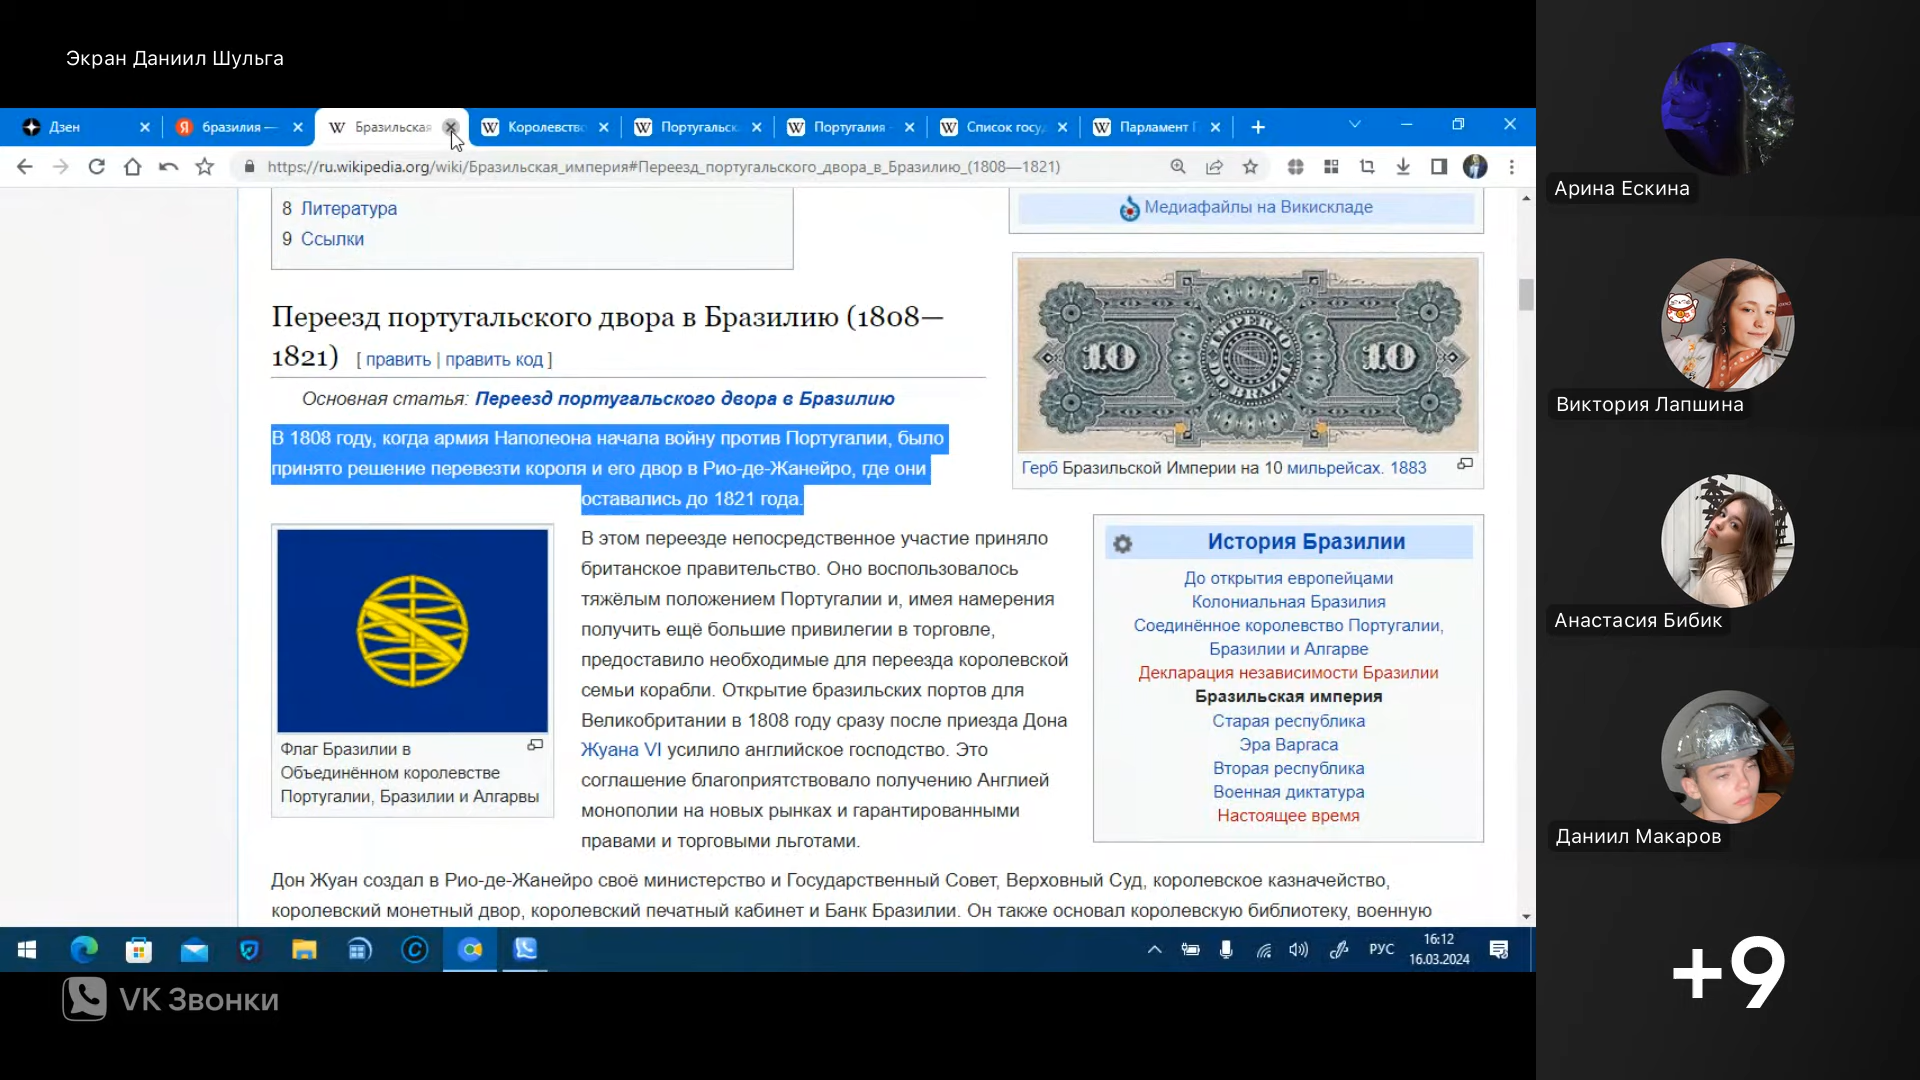 Экран Даниил Шульга
Дзен
бразилия —
Бразильская
Королевство
Португальск
Португалия
Список госу
Парламент
https://ru.wikipedia.org/wiki/Бразильская_империя#Переезд_португальского_двора_в_Бразилию_(1808—1821)
8 Литература
9 Ссылки
Медиафайлы на Викискладе
Переезд португальского двора в Бразилию (1808—
1821) [ править | править код ]
Основная статья: Переезд португальского двора в Бразилию
В 1808 году, когда армия Наполеона начала войну против Португалии, было
принято решение перевезти короля и его двор в Рио-де-Жанейро, где они
оставались до 1821 года.
10
IMPERIO
DO BRAZIL
10
Герб Бразильской Империи на 10 мильрейсах. 1883
Флаг Бразилии в
Объединённом королевстве
Португалии, Бразилии и Алгарвы
В этом переезде непосредственное участие приняло
британское правительство. Оно воспользовалось
тяжёлым положением Португалии и, имея намерения
получить ещё большие привилегии в торговле,
предоставило необходимые для переезда королевской
семьи корабли. Открытие бразильских портов для
Великобритании в 1808 году сразу после приезда Дона
Жуана VI усилило английское господство. Это
соглашение благоприятствовало получению Англией
монополии на новых рынках и гарантированными
правами и торговыми льготами.
История Бразилии
До открытия европейцами
Колониальная Бразилия
Соединённое королевство Португалии,
Бразилии и Алгарве
Декларация независимости Бразилии
Бразильская империя
Старая республика
Эра Варгаса
Вторая республика
Военная диктатура
Настоящее время
Дон Жуан создал в Рио-де-Жанейро своё министерство и Государственный Совет, Верховный Суд, королевское казначейство,
королевский монетный двор, королевский печатный кабинет и Банк Бразилии. Он также основал королевскую библиотеку, военную
РУС
16:12
16.03.2024
VK Звонки
Арина Ескина
Виктория Лапшина
Анастасия Бибик
Даниил Макаров
+9